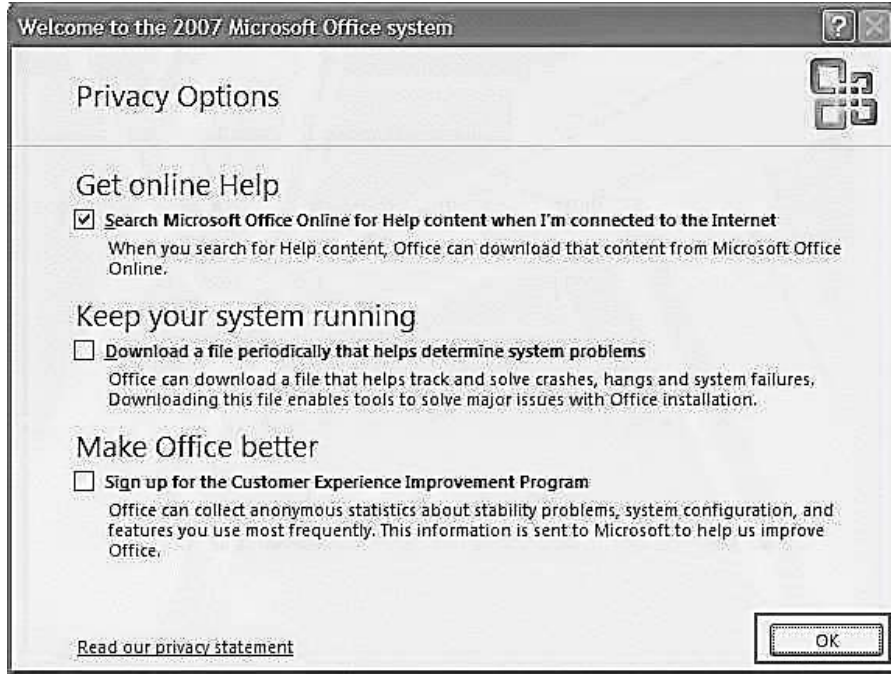 Welcome to the 2007 Microsoft Office system
Privacy Options
Get online Help
Search Microsoft Office Online for Help content when I'm connected to the Internet
When you search for Help content, Office can download that content from Microsoft Office
Online.
Keep your system running
Download a file periodically that helps determine system problems
Office can download a file that helps track and solve crashes, hangs and system failures.
Downloading this file enables tools to solve major issues with Office installation.
Make Office better
Sign up for the Customer Experience Improvement Program
Office can collect anonymous statistics about stability problems, system configuration, and
features you use most frequently. This information is sent to Microsoft to help us improve
Office.
Read our privacy statement
OK